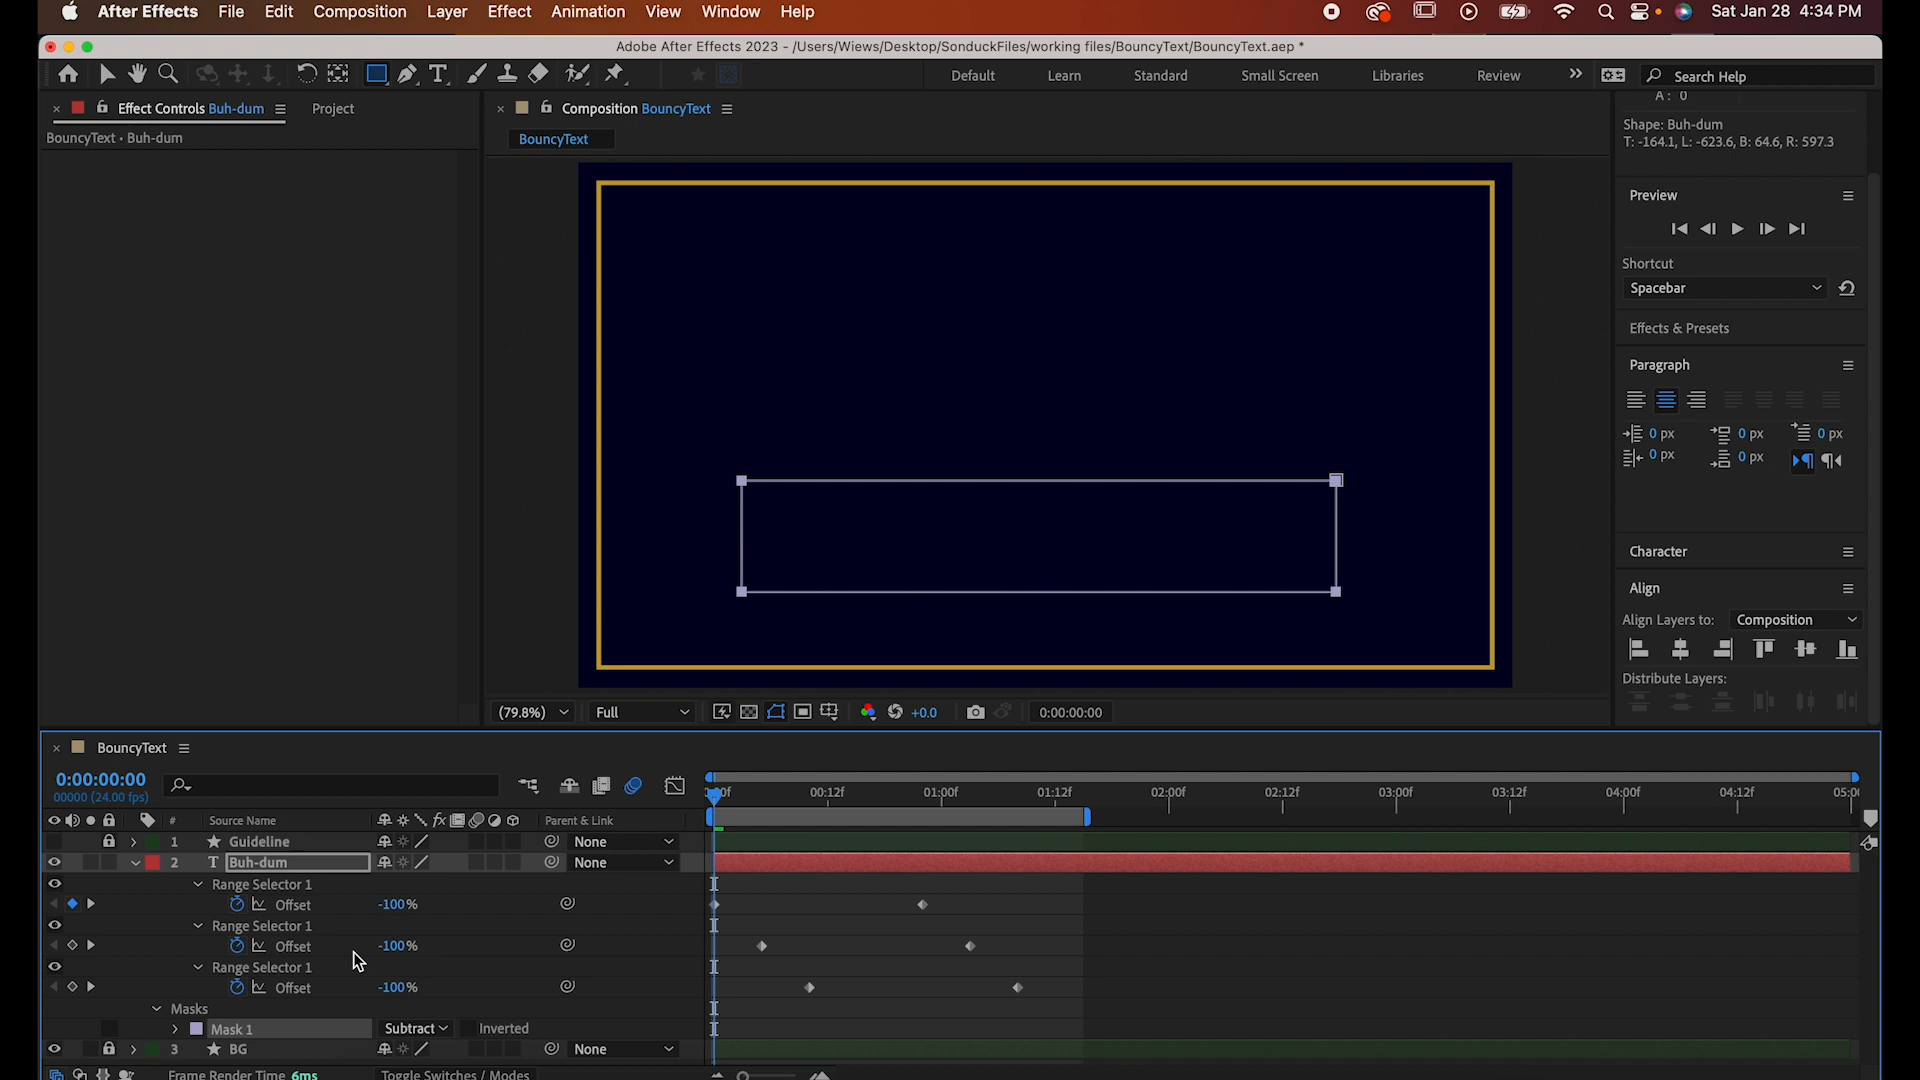 After Effects File Edit Composition Layer Effect Animation View Window Help Sat Jan 28 4:34 PM
Adobe After Effects 2023 - /Users/Wiews/Desktop/SonduckFiles/working files/BouncyText/BouncyText.aep *
Default Learn Standard Small Screen Libraries Review Search Help
Effect Controls Buh-dum Project
BouncyText • Buh-dum
Composition BouncyText
BouncyText
A: 0
Shape: Buh-dum
T: -164.1, L: -623.6, B: 64.6, R: 597.3
Preview
Shortcut
Spacebar
Effects & Presets
Paragraph
0 px 0 px 0 px
0 px 0 px
Character
Align
Align Layers to: Composition
Distribute Layers:
(79.8%) Full +0.0 0:00:00:00
BouncyText
0:00:00:00
00000 (24.00 fps)
00:12f 01:00f 01:12f 02:00f 02:12f 03:00f 03:12f 04:00f 04:12f
# Source Name Parent & Link
1 Guideline None
2 T Buh-dum None
Range Selector 1
Offset -100%
Range Selector 1
Offset -100%
Range Selector 1
Offset -100%
Masks
Mask 1 Subtract Inverted
3 BG None
Frame Render Time 6ms Toggle Switches / Modes